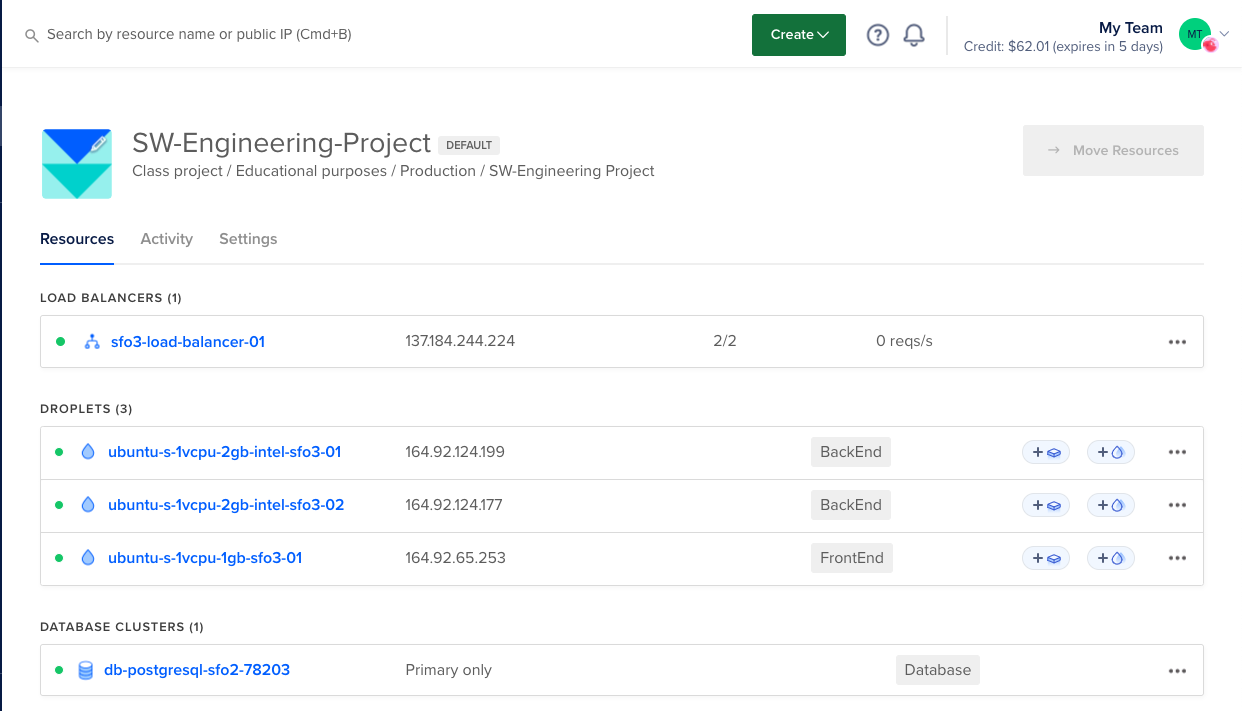 Search by resource name or public IP (Cmd+B)
Create
?
My Team
Credit: $62.01 (expires in 5 days)
MT
SW-Engineering-Project DEFAULT
Class project / Educational purposes / Production / SW-Engineering Project
→ Move Resources
Resources Activity Settings
LOAD BALANCERS (1)
sfo3-load-balancer-01 137.184.244.224 2/2 0 reqs/s
DROPLETS (3)
ubuntu-s-1vcpu-2gb-intel-sfo3-01 164.92.124.199 BackEnd + +
ubuntu-s-1vcpu-2gb-intel-sfo3-02 164.92.124.177 BackEnd + +
ubuntu-s-1vcpu-1gb-sfo3-01 164.92.65.253 FrontEnd + +
DATABASE CLUSTERS (1)
db-postgresql-sfo2-78203 Primary only Database